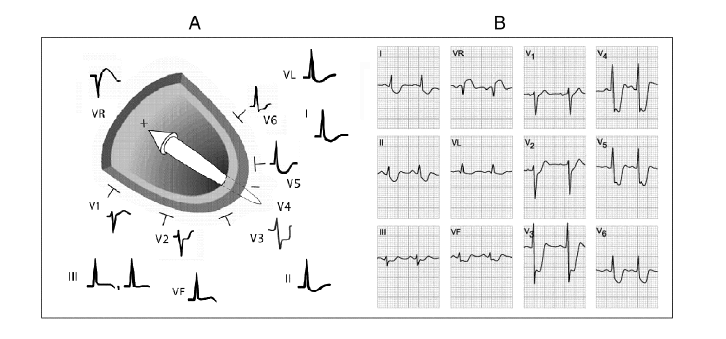 A
B
VR
VL
I
V6
V5
V4
V3
V2
V1
+
−
III
,
VF
II
I
VR
V1
V4
II
VL
V2
V5
III
VF
V3
V6